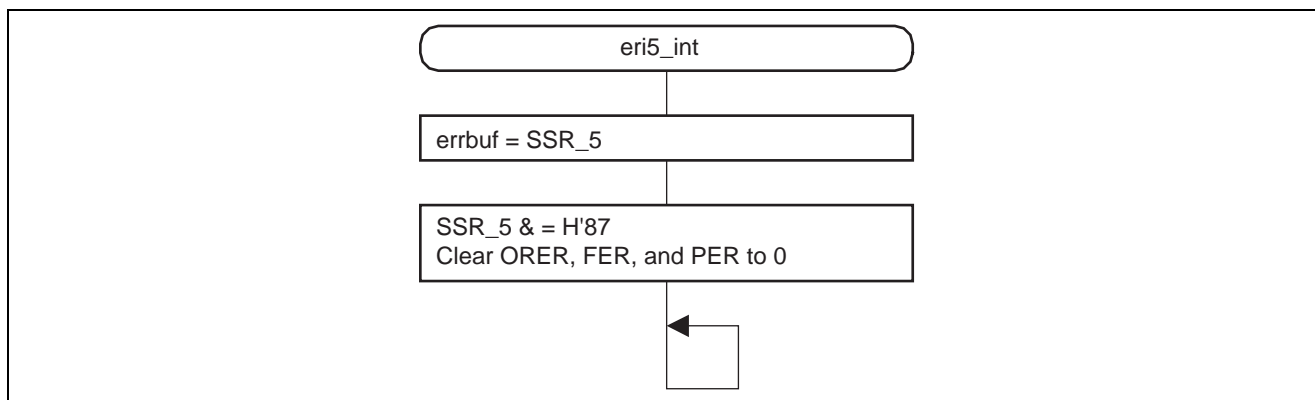 eri5_int
errbuf = SSR_5
SSR_5 & = H'87
Clear ORER, FER, and PER to 0